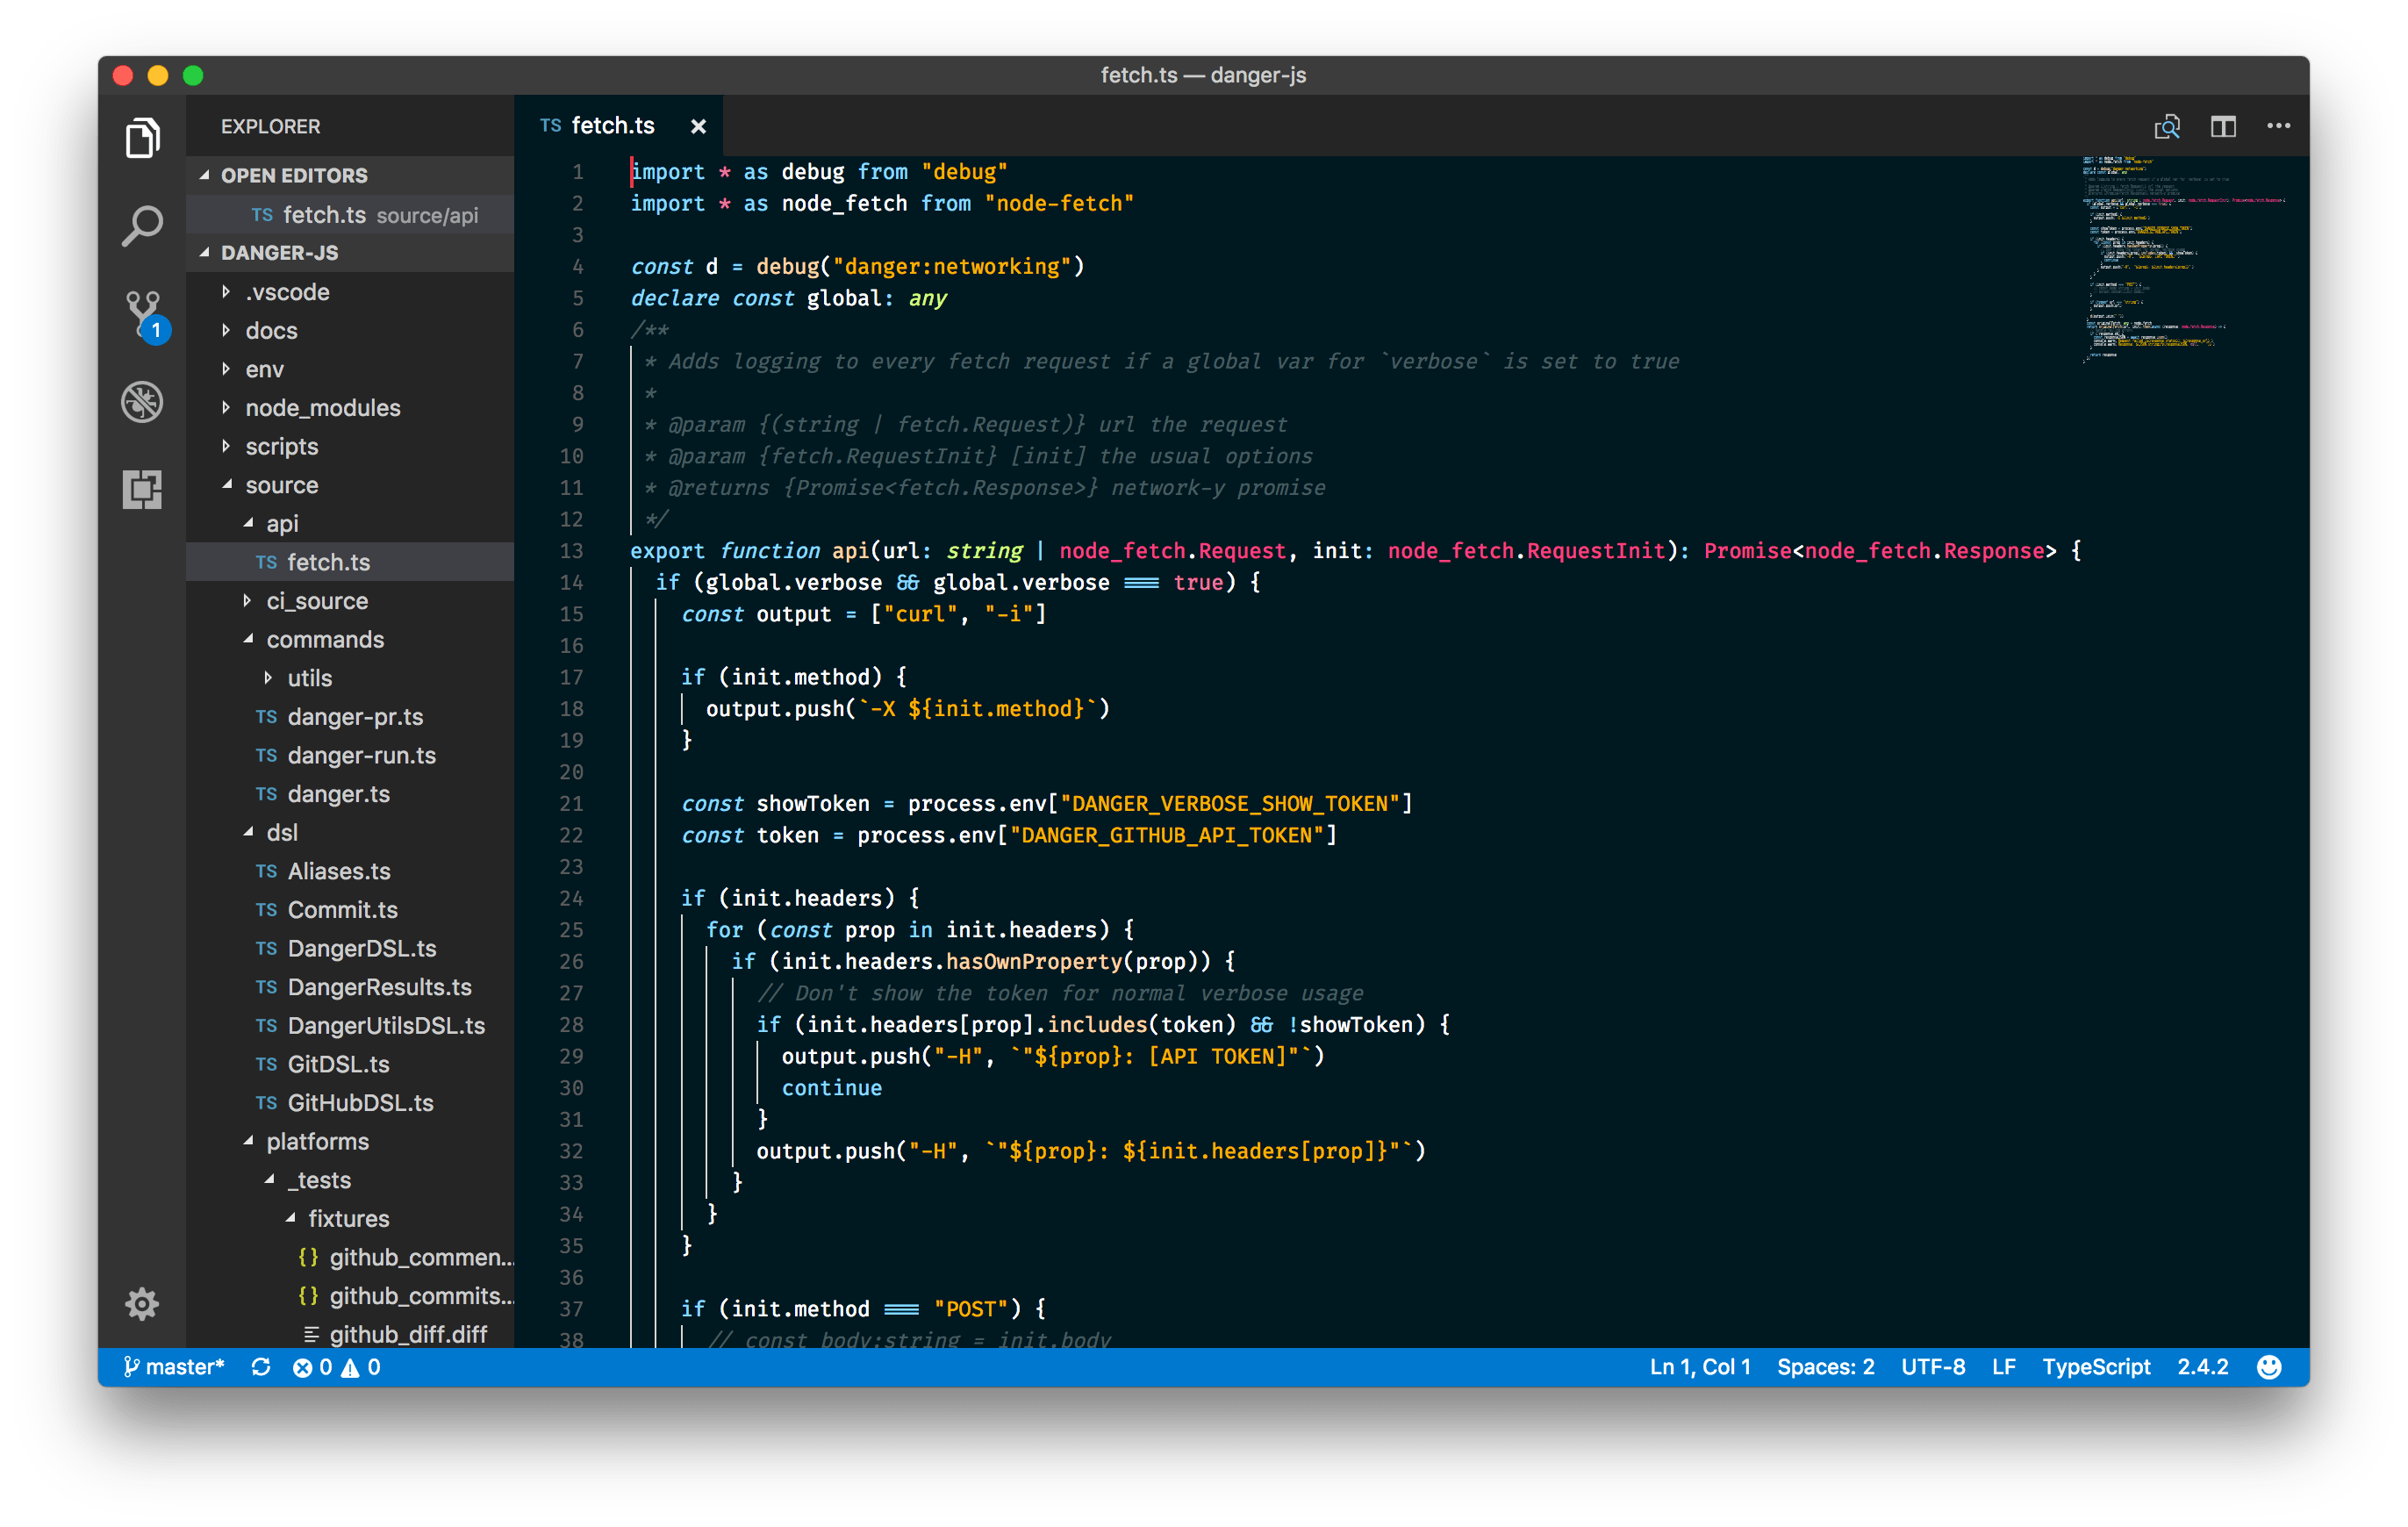 fetch.ts — danger-js
EXPLORER
OPEN EDITORS
TS fetch.ts source/api
DANGER-JS
.vscode
docs
env
node_modules
scripts
source
api
TS fetch.ts
ci_source
commands
utils
TS danger-pr.ts
TS danger-run.ts
TS danger.ts
dsl
TS Aliases.ts
TS Commit.ts
TS DangerDSL.ts
TS DangerResults.ts
TS DangerUtilsDSL.ts
TS GitDSL.ts
TS GitHubDSL.ts
platforms
_tests
fixtures
{} github_commen...
{} github_commits...
github_diff.diff
1
TS fetch.ts
1 import * as debug from "debug"
2 import * as node_fetch from "node-fetch"
3
4 const d = debug("danger:networking")
5 declare const global: any
6 /**
7 * Adds logging to every fetch request if a global var for `verbose` is set to true
8 *
9 * @param {(string | fetch.Request)} url the request
10 * @param {fetch.RequestInit} [init] the usual options
11 * @returns {Promise<fetch.Response>} network-y promise
12 */
13 export function api(url: string | node_fetch.Request, init: node_fetch.RequestInit): Promise<node_fetch.Response> {
14 if (global.verbose && global.verbose === true) {
15 const output = ["curl", "-i"]
16
17 if (init.method) {
18 output.push(`-X ${init.method}`)
19 }
20
21 const showToken = process.env["DANGER_VERBOSE_SHOW_TOKEN"]
22 const token = process.env["DANGER_GITHUB_API_TOKEN"]
23
24 if (init.headers) {
25 for (const prop in init.headers) {
26 if (init.headers.hasOwnProperty(prop)) {
27 // Don't show the token for normal verbose usage
28 if (init.headers[prop].includes(token) && !showToken) {
29 output.push("-H", `"${prop}: [API TOKEN]"`)
30 continue
31 }
32 output.push("-H", `"${prop}: ${init.headers[prop]}"`)
33 }
34 }
35 }
36
37 if (init.method === "POST") {
38 // const body:string = init.body
master* 0 0
Ln 1, Col 1 Spaces: 2 UTF-8 LF TypeScript 2.4.2